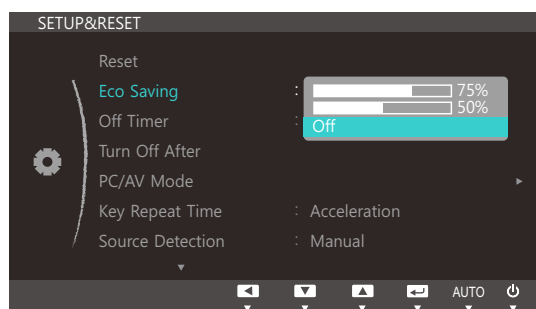 SETUP&RESET
Reset
Eco Saving : 75%
50%
Off Timer : Off
Turn Off After
PC/AV Mode
Key Repeat Time : Acceleration
Source Detection : Manual
AUTO